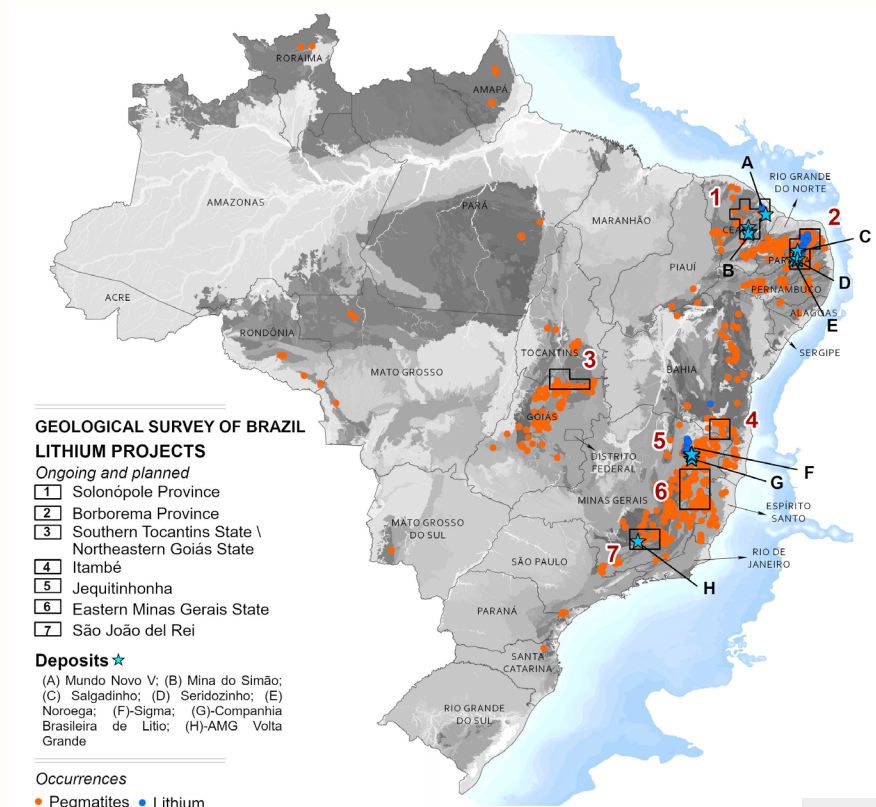 RORAIMA
AMAPÁ
A
RIO GRANDE
DO NORTE
1
AMAZONAS
PARÁ
MARANHÃO
CEARÁ
2
C
B
PIAUÍ
D
PERNAMBUCO
ACRE
ALAGOAS
E
RONDÔNIA
TOCANTINS
3
SERGIPE
MATO GROSSO
BAHIA
GOIÁS
4
5
DISTRITO
FEDERAL
F
G
MINAS GERAIS
6
ESPÍRITO
SANTO
MATO GROSSO
DO SUL
7
SÃO PAULO
RIO DE
JANEIRO
H
PARANÁ
SANTA
CATARINA
RIO GRANDE
DO SUL
GEOLOGICAL SURVEY OF BRAZIL
LITHIUM PROJECTS
Ongoing and planned
1 Solonópole Province
2 Borborema Province
3 Southern Tocantins State \
Northeastern Goiás State
4 Itambé
5 Jequitinhonha
6 Eastern Minas Gerais State
7 São João del Rei
Deposits
(A) Mundo Novo V; (B) Mina do Simão;
(C) Salgadinho; (D) Seridozinho; (E)
Noroega; (F)-Sigma; (G)-Companhia
Brasileira de Litio; (H)-AMG Volta
Grande
Occurrences
Pegmatites Lithium